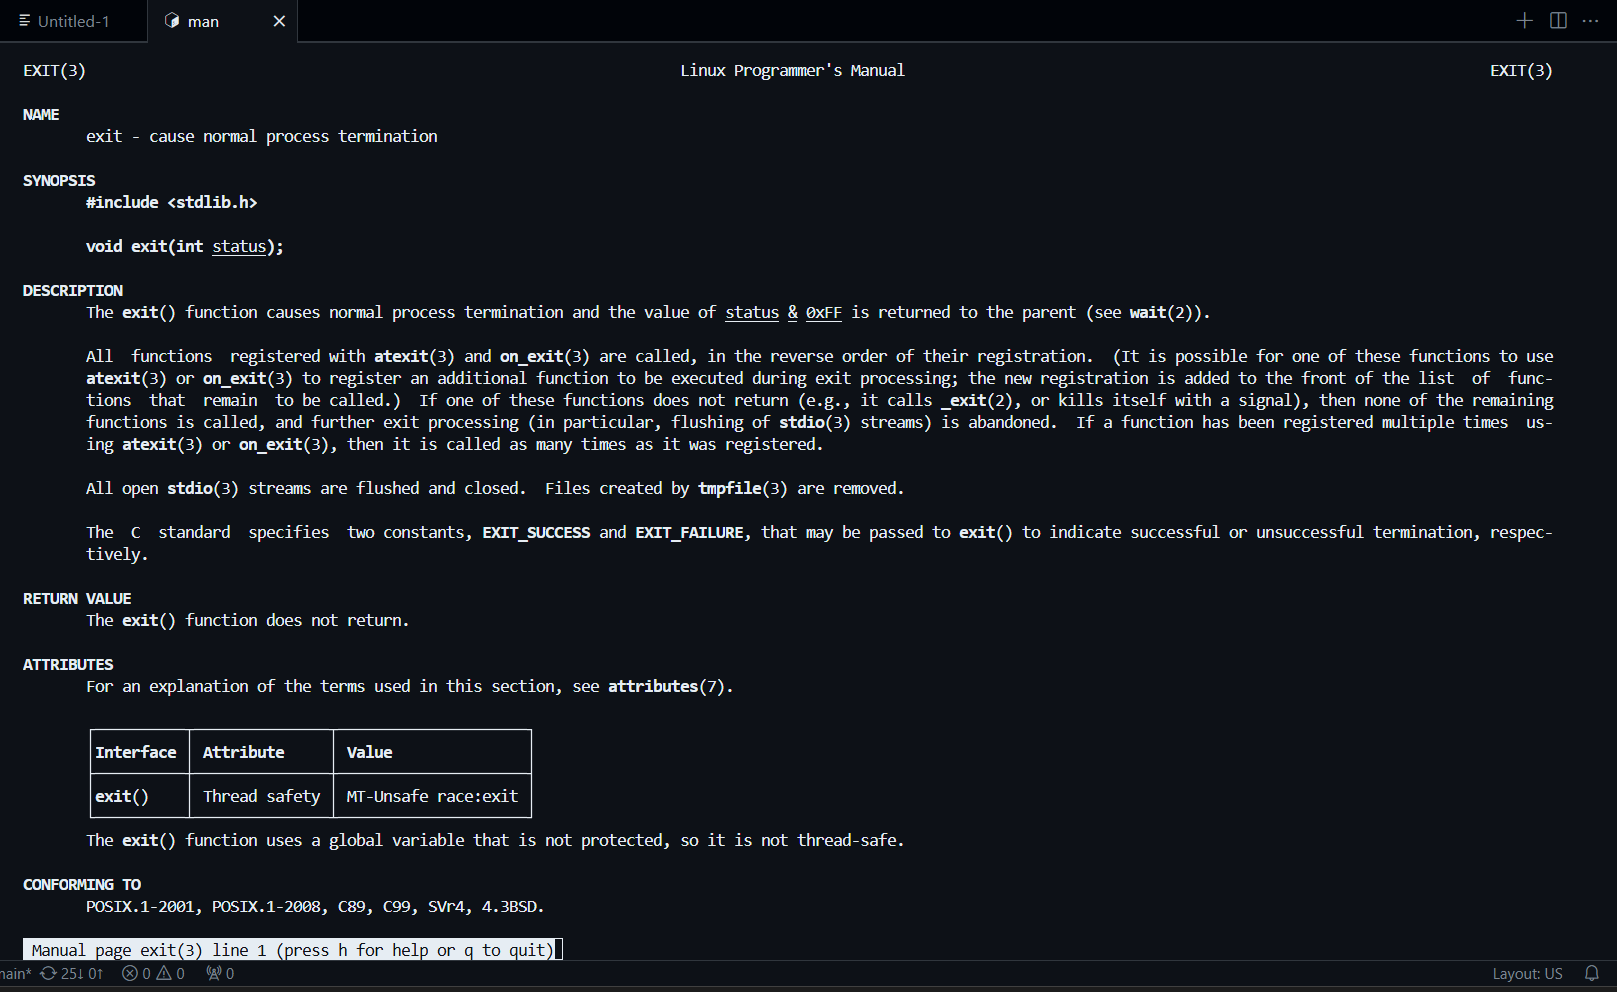 Untitled-1
man
EXIT(3) Linux Programmer's Manual EXIT(3)
NAME
exit - cause normal process termination
SYNOPSIS
#include <stdlib.h>
void exit(int status);
DESCRIPTION
The exit() function causes normal process termination and the value of status & 0xFF is returned to the parent (see wait(2)).
All functions registered with atexit(3) and on_exit(3) are called, in the reverse order of their registration. (It is possible for one of these functions to use
atexit(3) or on_exit(3) to register an additional function to be executed during exit processing; the new registration is added to the front of the list of func-
tions that remain to be called.) If one of these functions does not return (e.g., it calls _exit(2), or kills itself with a signal), then none of the remaining
functions is called, and further exit processing (in particular, flushing of stdio(3) streams) is abandoned. If a function has been registered multiple times us-
ing atexit(3) or on_exit(3), then it is called as many times as it was registered.
All open stdio(3) streams are flushed and closed. Files created by tmpfile(3) are removed.
The C standard specifies two constants, EXIT_SUCCESS and EXIT_FAILURE, that may be passed to exit() to indicate successful or unsuccessful termination, respec-
tively.
RETURN VALUE
The exit() function does not return.
ATTRIBUTES
For an explanation of the terms used in this section, see attributes(7).
Interface Attribute Value
exit() Thread safety MT-Unsafe race:exit
The exit() function uses a global variable that is not protected, so it is not thread-safe.
CONFORMING TO
POSIX.1-2001, POSIX.1-2008, C89, C99, SVr4, 4.3BSD.
Manual page exit(3) line 1 (press h for help or q to quit)
main* 25↓ 0↑ 0 0 0 Layout: US